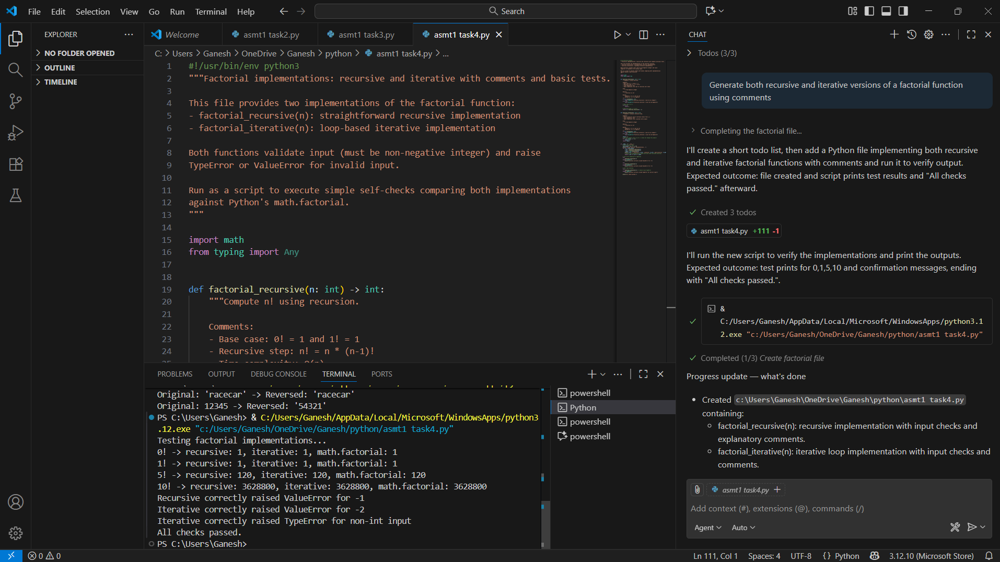 File Edit Selection View Go Run Terminal Help
Search
EXPLORER
NO FOLDER OPENED
OUTLINE
TIMELINE
Welcome
asmt1 task2.py
asmt1 task3.py
asmt1 task4.py
C: > Users > Ganesh > OneDrive > Ganesh > python > asmt1 task4.py > ...
1 #!/usr/bin/env python3
2 """Factorial implementations: recursive and iterative with comments and basic tests.
3
4 This file provides two implementations of the factorial function:
5 - factorial_recursive(n): straightforward recursive implementation
6 - factorial_iterative(n): loop-based iterative implementation
7
8 Both functions validate input (must be non-negative integer) and raise
9 TypeError or ValueError for invalid input.
10
11 Run as a script to execute simple self-checks comparing both implementations
12 against Python's math.factorial.
13 """
14
15 import math
16 from typing import Any
17
18
19 def factorial_recursive(n: int) -> int:
20 """Compute n! using recursion.
21
22 Comments:
23 - Base case: 0! = 1 and 1! = 1
24 - Recursive step: n! = n * (n-1)!
PROBLEMS OUTPUT DEBUG CONSOLE TERMINAL PORTS
Original: 'racecar' -> Reversed: 'racecar'
Original: 12345 -> Reversed: '54321'
PS C:\Users\Ganesh> & C:/Users/Ganesh/AppData/Local/Microsoft/WindowsApps/python3
.12.exe "c:/Users/Ganesh/OneDrive/Ganesh/python/asmt1 task4.py"
Testing factorial implementations...
0! -> recursive: 1, iterative: 1, math.factorial: 1
1! -> recursive: 1, iterative: 1, math.factorial: 1
5! -> recursive: 120, iterative: 120, math.factorial: 120
10! -> recursive: 3628800, iterative: 3628800, math.factorial: 3628800
Recursive correctly raised ValueError for -1
Iterative correctly raised ValueError for -2
Iterative correctly raised TypeError for non-int input
All checks passed.
PS C:\Users\Ganesh>
powershell
Python
powershell
powershell
CHAT
Todos (3/3)
Generate both recursive and iterative versions of a factorial function
using comments
Completing the factorial file...
I'll create a short todo list, then add a Python file implementing both recursive
and iterative factorial functions with comments and run it to verify output.
Expected outcome: file created and script prints test results and "All checks
passed." afterward.
Created 3 todos
asmt1 task4.py +111 -1
I'll run the new script to verify the implementations and print the outputs.
Expected outcome: test prints for 0,1,5,10 and confirmation messages, ending
with "All checks passed.".
&
C:/Users/Ganesh/AppData/Local/Microsoft/WindowsApps/python3.1
2.exe "c:/Users/Ganesh/OneDrive/Ganesh/python/asmt1 task4.py"
Completed (1/3) Create factorial file
Progress update — what's done
• Created c:\Users\Ganesh\OneDrive\Ganesh\python\asmt1 task4.py
containing:
factorial_recursive(n): recursive implementation with input checks and
explanatory comments.
factorial_iterative(n): iterative loop implementation with input checks and
comments.
asmt1 task4.py +
Add context (#), extensions (@), commands (/)
Agent Auto
0 0
Ln 111, Col 1 Spaces: 4 UTF-8 {} Python 3.12.10 (Microsoft Store)